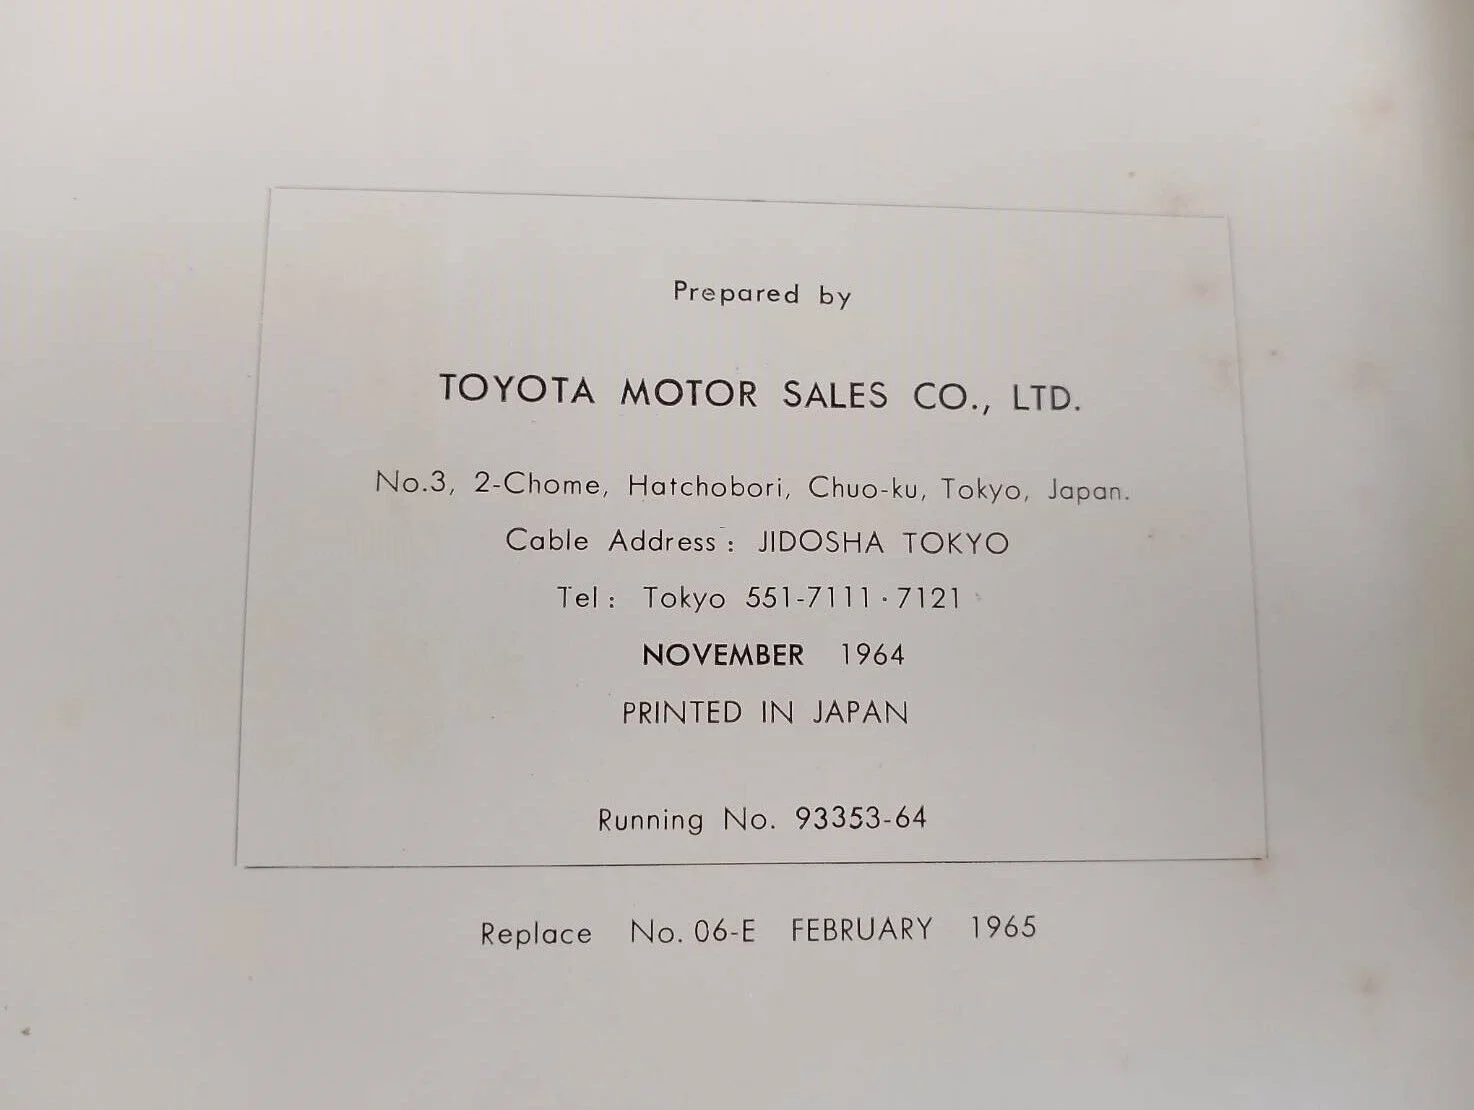 Prepared by
TOYOTA MOTOR SALES CO., LTD.
No.3, 2-Chome, Hatchobori, Chuo-ku, Tokyo, Japan.
Cable Address : JIDOSHA TOKYO
Tel : Tokyo 551-7111 · 7121
NOVEMBER 1964
PRINTED IN JAPAN
Running No. 93353-64
Replace No. 06-E FEBRUARY 1965